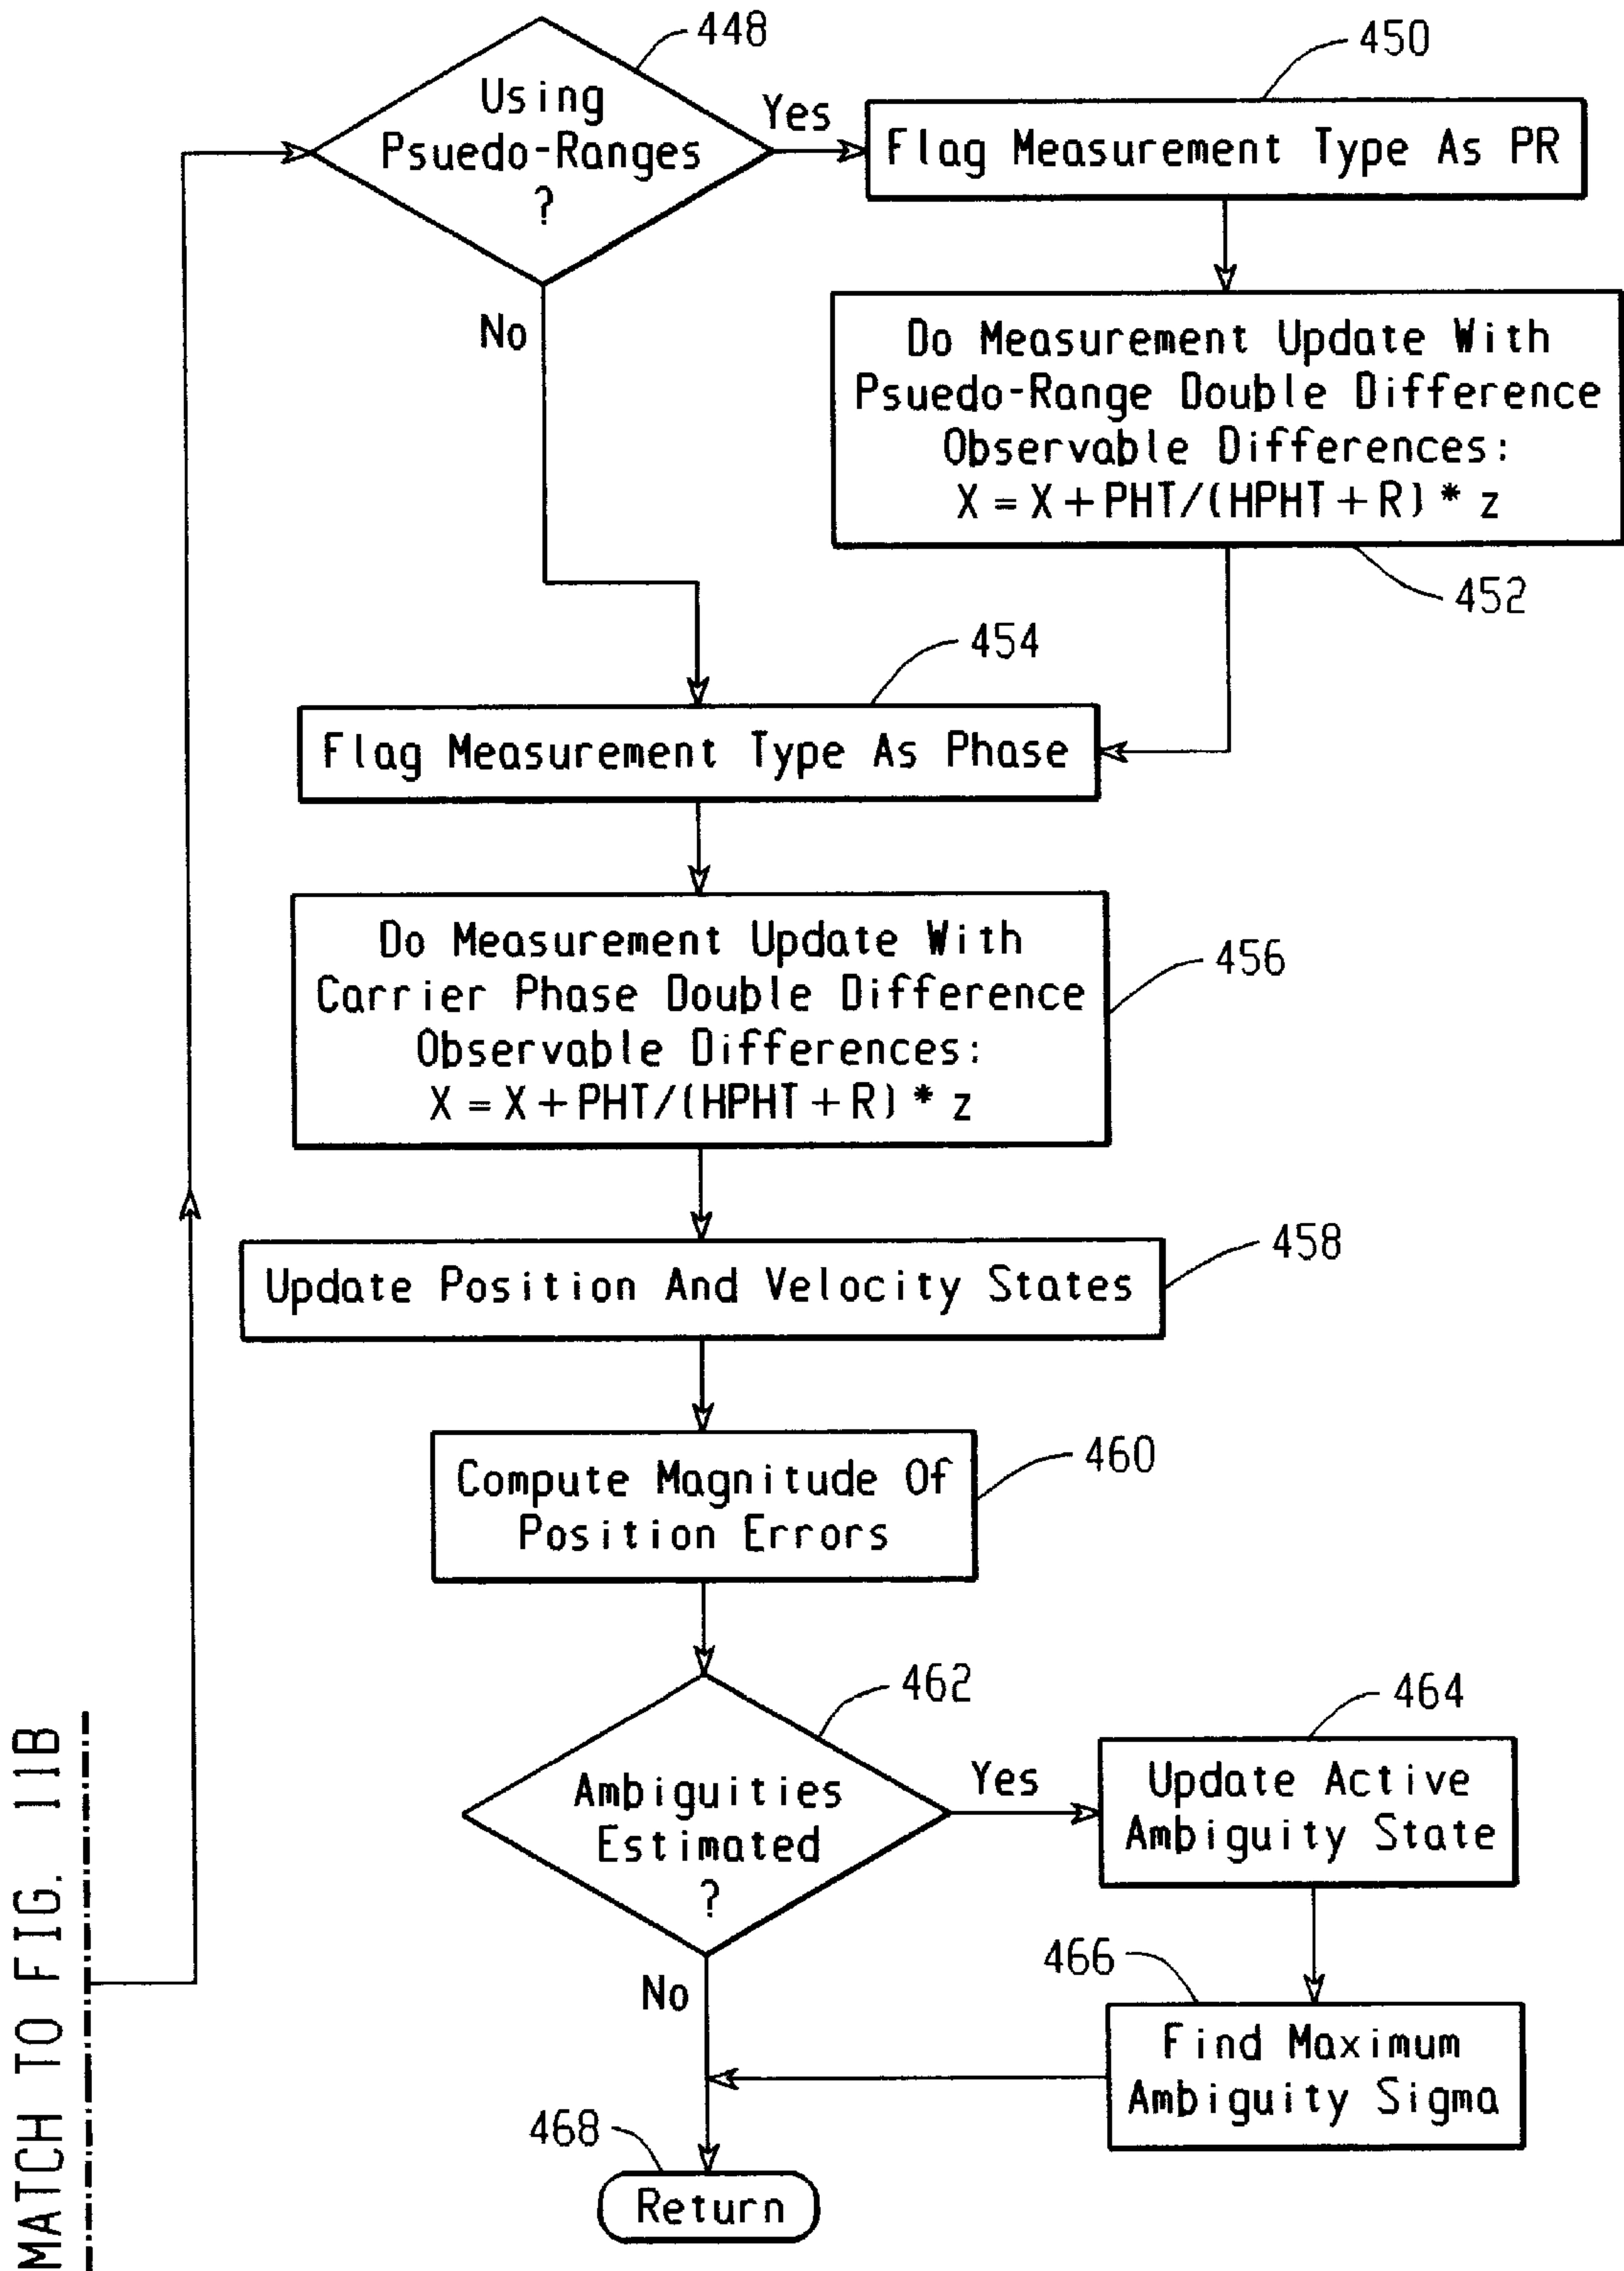 448
Using
Psuedo-Ranges
?
Yes
450
Flag Measurement Type As PR
No
Do Measurement Update With
Psuedo-Range Double Difference
Observable Differences:
X = X + PHT/(HPHT + R) * z
452
454
Flag Measurement Type As Phase
Do Measurement Update With
Carrier Phase Double Difference
Observable Differences:
X = X + PHT/(HPHT + R) * z
456
458
Update Position And Velocity States
460
Compute Magnitude Of
Position Errors
462
Ambiguities
Estimated
?
Yes
464
Update Active
Ambiguity State
466
Find Maximum
Ambiguity Sigma
No
468
Return
MATCH TO FIG. 11B